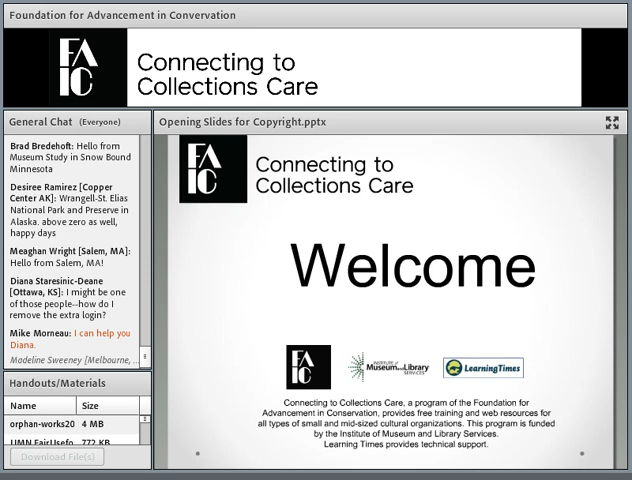 Foundation for Advancement in Convervation
FA
IC
Connecting to
Collections Care
General Chat (Everyone)
Brad Bredehoft: Hello from
Museum Study in Snow Bound
Minnesota
Desiree Ramirez [Copper
Center AK]: Wrangell-St. Elias
National Park and Preserve in
Alaska. above zero as well,
happy days
Meaghan Wright [Salem, MA]:
Hello from Salem, MA!
Diana Staresinic-Deane
[Ottawa, KS]: I might be one
of those people--how do I
remove the extra login?
Mike Morneau: I can help you
Diana.
Madeline Sweeney [Melbourne, ...
Handouts/Materials
Name Size
orphan-works20 4 MB
UMN FairUsefo 772 KB
Download File(s)
Opening Slides for Copyright.pptx
FA
IC
Connecting to
Collections Care
Welcome
FA
IC
INSTITUTE of
Museum and Library
SERVICES
LearningTimes
Connecting to Collections Care, a program of the Foundation for
Advancement in Conservation, provides free training and web resources for
all types of small and mid-sized cultural organizations. This program is funded
by the Institute of Museum and Library Services.
Learning Times provides technical support.